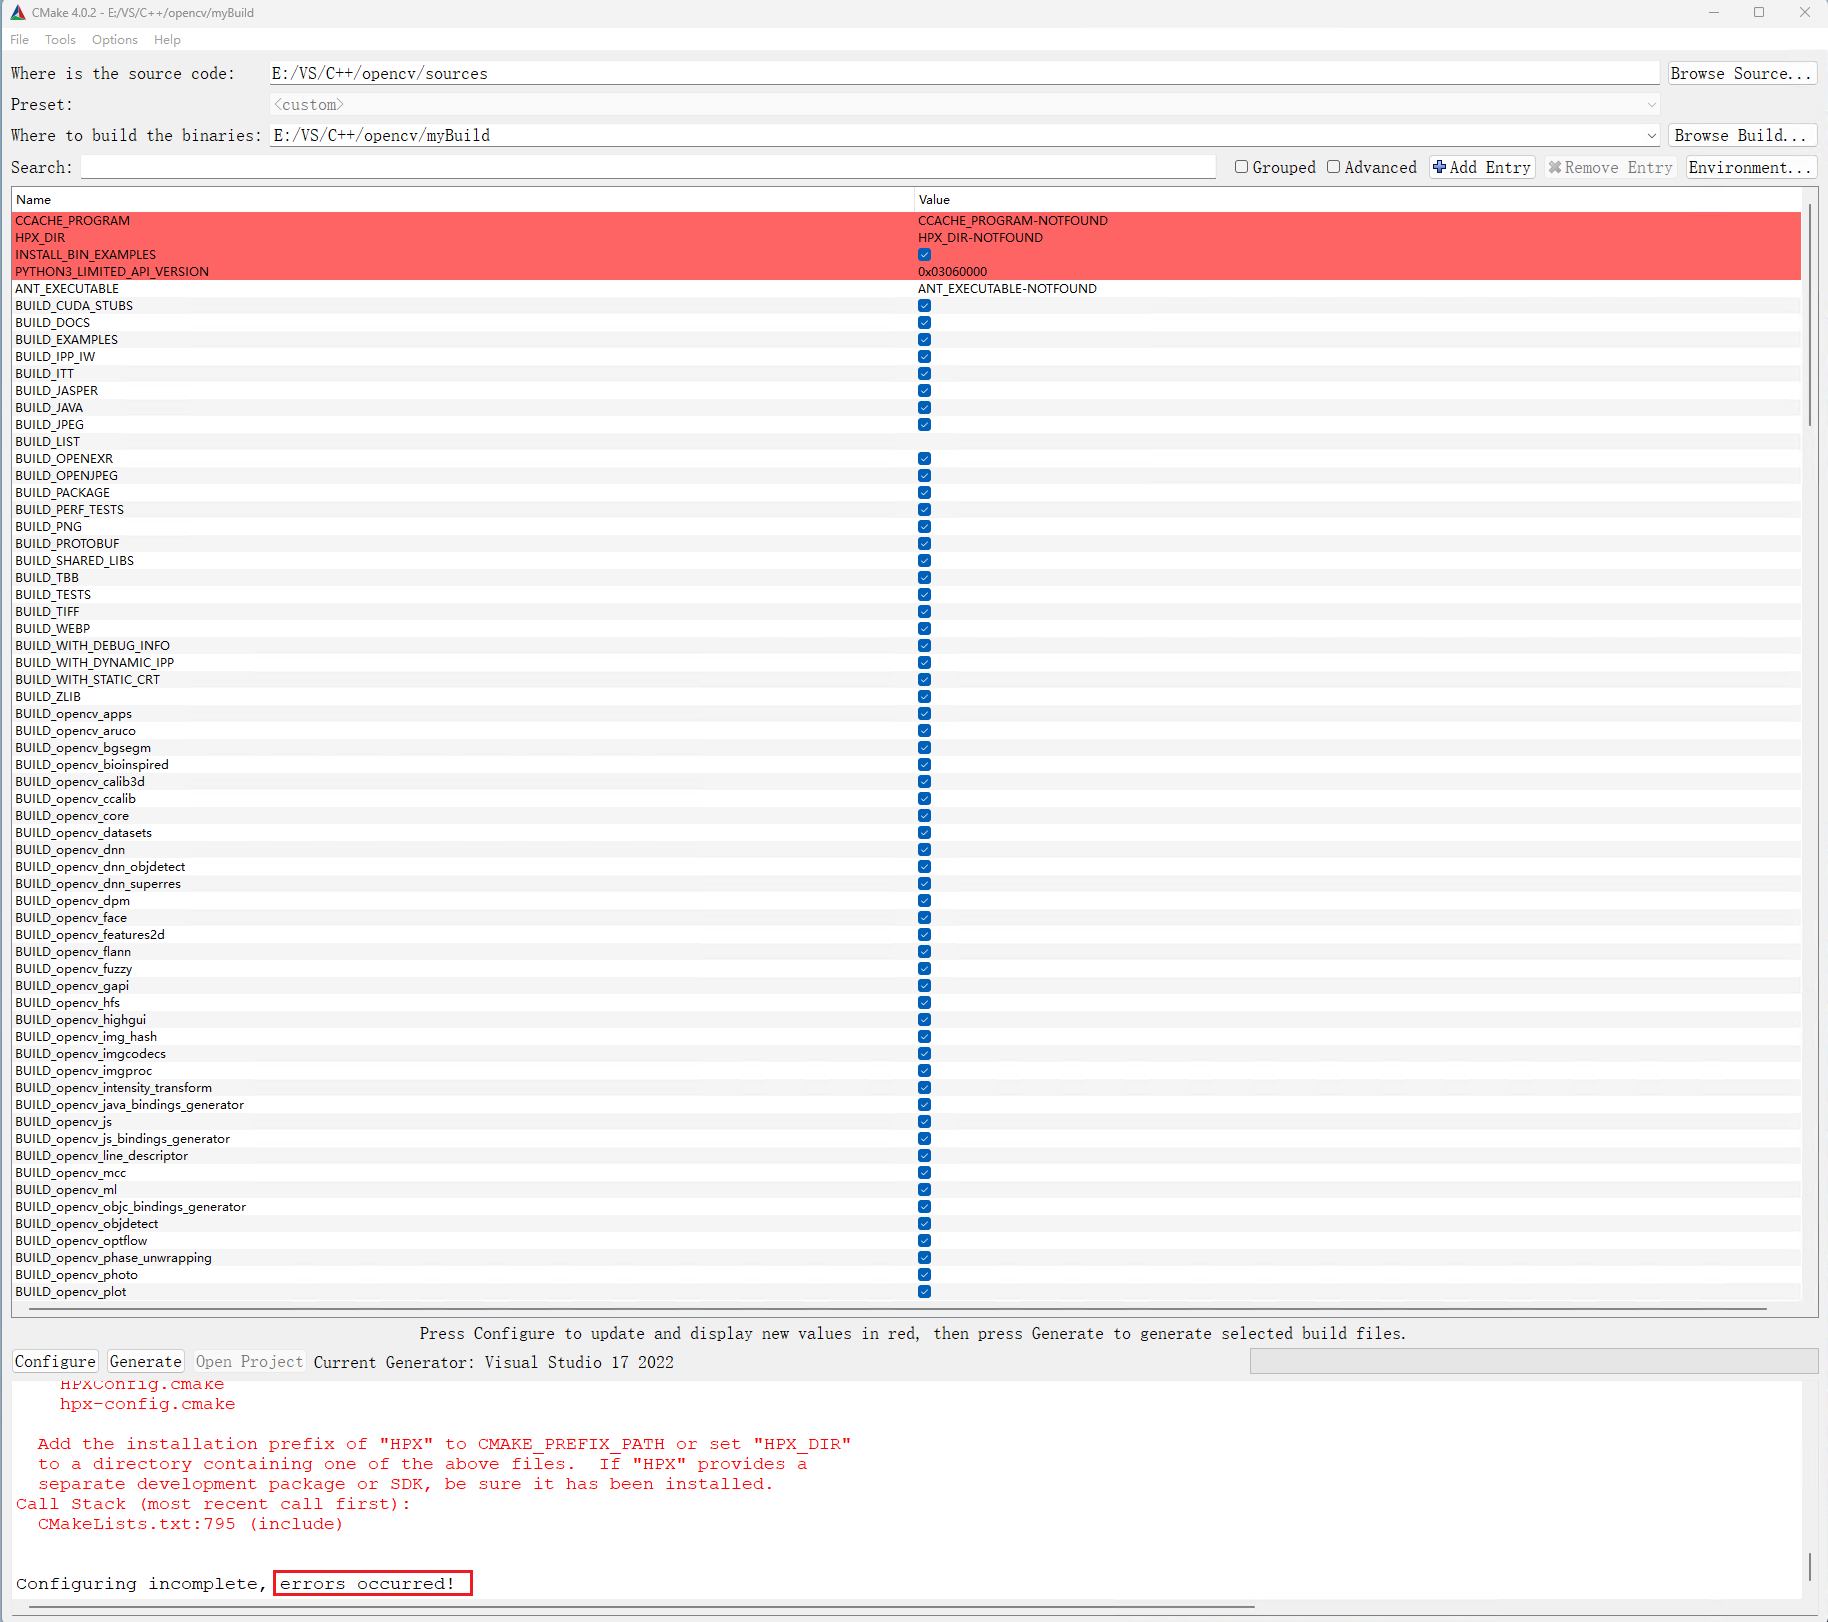 CMake 4.0.2 - E:/VS/C++/opencv/myBuild
File Tools Options Help
Where is the source code: E:/VS/C++/opencv/sources Browse Source...
Preset: <custom>
Where to build the binaries: E:/VS/C++/opencv/myBuild Browse Build...
Search: Grouped Advanced Add Entry Remove Entry Environment...
Name Value
CCACHE_PROGRAM CCACHE_PROGRAM-NOTFOUND
HPX_DIR HPX_DIR-NOTFOUND
INSTALL_BIN_EXAMPLES
PYTHON3_LIMITED_API_VERSION 0x03060000
ANT_EXECUTABLE ANT_EXECUTABLE-NOTFOUND
BUILD_CUDA_STUBS
BUILD_DOCS
BUILD_EXAMPLES
BUILD_IPP_IW
BUILD_ITT
BUILD_JASPER
BUILD_JAVA
BUILD_JPEG
BUILD_LIST
BUILD_OPENEXR
BUILD_OPENJPEG
BUILD_PACKAGE
BUILD_PERF_TESTS
BUILD_PNG
BUILD_PROTOBUF
BUILD_SHARED_LIBS
BUILD_TBB
BUILD_TESTS
BUILD_TIFF
BUILD_WEBP
BUILD_WITH_DEBUG_INFO
BUILD_WITH_DYNAMIC_IPP
BUILD_WITH_STATIC_CRT
BUILD_ZLIB
BUILD_opencv_apps
BUILD_opencv_aruco
BUILD_opencv_bgsegm
BUILD_opencv_bioinspired
BUILD_opencv_calib3d
BUILD_opencv_ccalib
BUILD_opencv_core
BUILD_opencv_datasets
BUILD_opencv_dnn
BUILD_opencv_dnn_objdetect
BUILD_opencv_dnn_superres
BUILD_opencv_dpm
BUILD_opencv_face
BUILD_opencv_features2d
BUILD_opencv_flann
BUILD_opencv_fuzzy
BUILD_opencv_gapi
BUILD_opencv_hfs
BUILD_opencv_highgui
BUILD_opencv_img_hash
BUILD_opencv_imgcodecs
BUILD_opencv_imgproc
BUILD_opencv_intensity_transform
BUILD_opencv_java_bindings_generator
BUILD_opencv_js
BUILD_opencv_js_bindings_generator
BUILD_opencv_line_descriptor
BUILD_opencv_mcc
BUILD_opencv_ml
BUILD_opencv_objc_bindings_generator
BUILD_opencv_objdetect
BUILD_opencv_optflow
BUILD_opencv_phase_unwrapping
BUILD_opencv_photo
BUILD_opencv_plot
Press Configure to update and display new values in red, then press Generate to generate selected build files.
Configure Generate Open Project Current Generator: Visual Studio 17 2022
HPXConfig.cmake
hpx-config.cmake
Add the installation prefix of "HPX" to CMAKE_PREFIX_PATH or set "HPX_DIR"
to a directory containing one of the above files. If "HPX" provides a
separate development package or SDK, be sure it has been installed.
Call Stack (most recent call first):
CMakeLists.txt:795 (include)
Configuring incomplete, errors occurred!